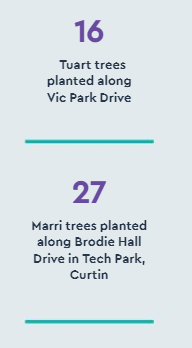 16
Tuart trees
planted along
Vic Park Drive
27
Marri trees planted
along Brodie Hall
Drive in Tech Park,
Curtin